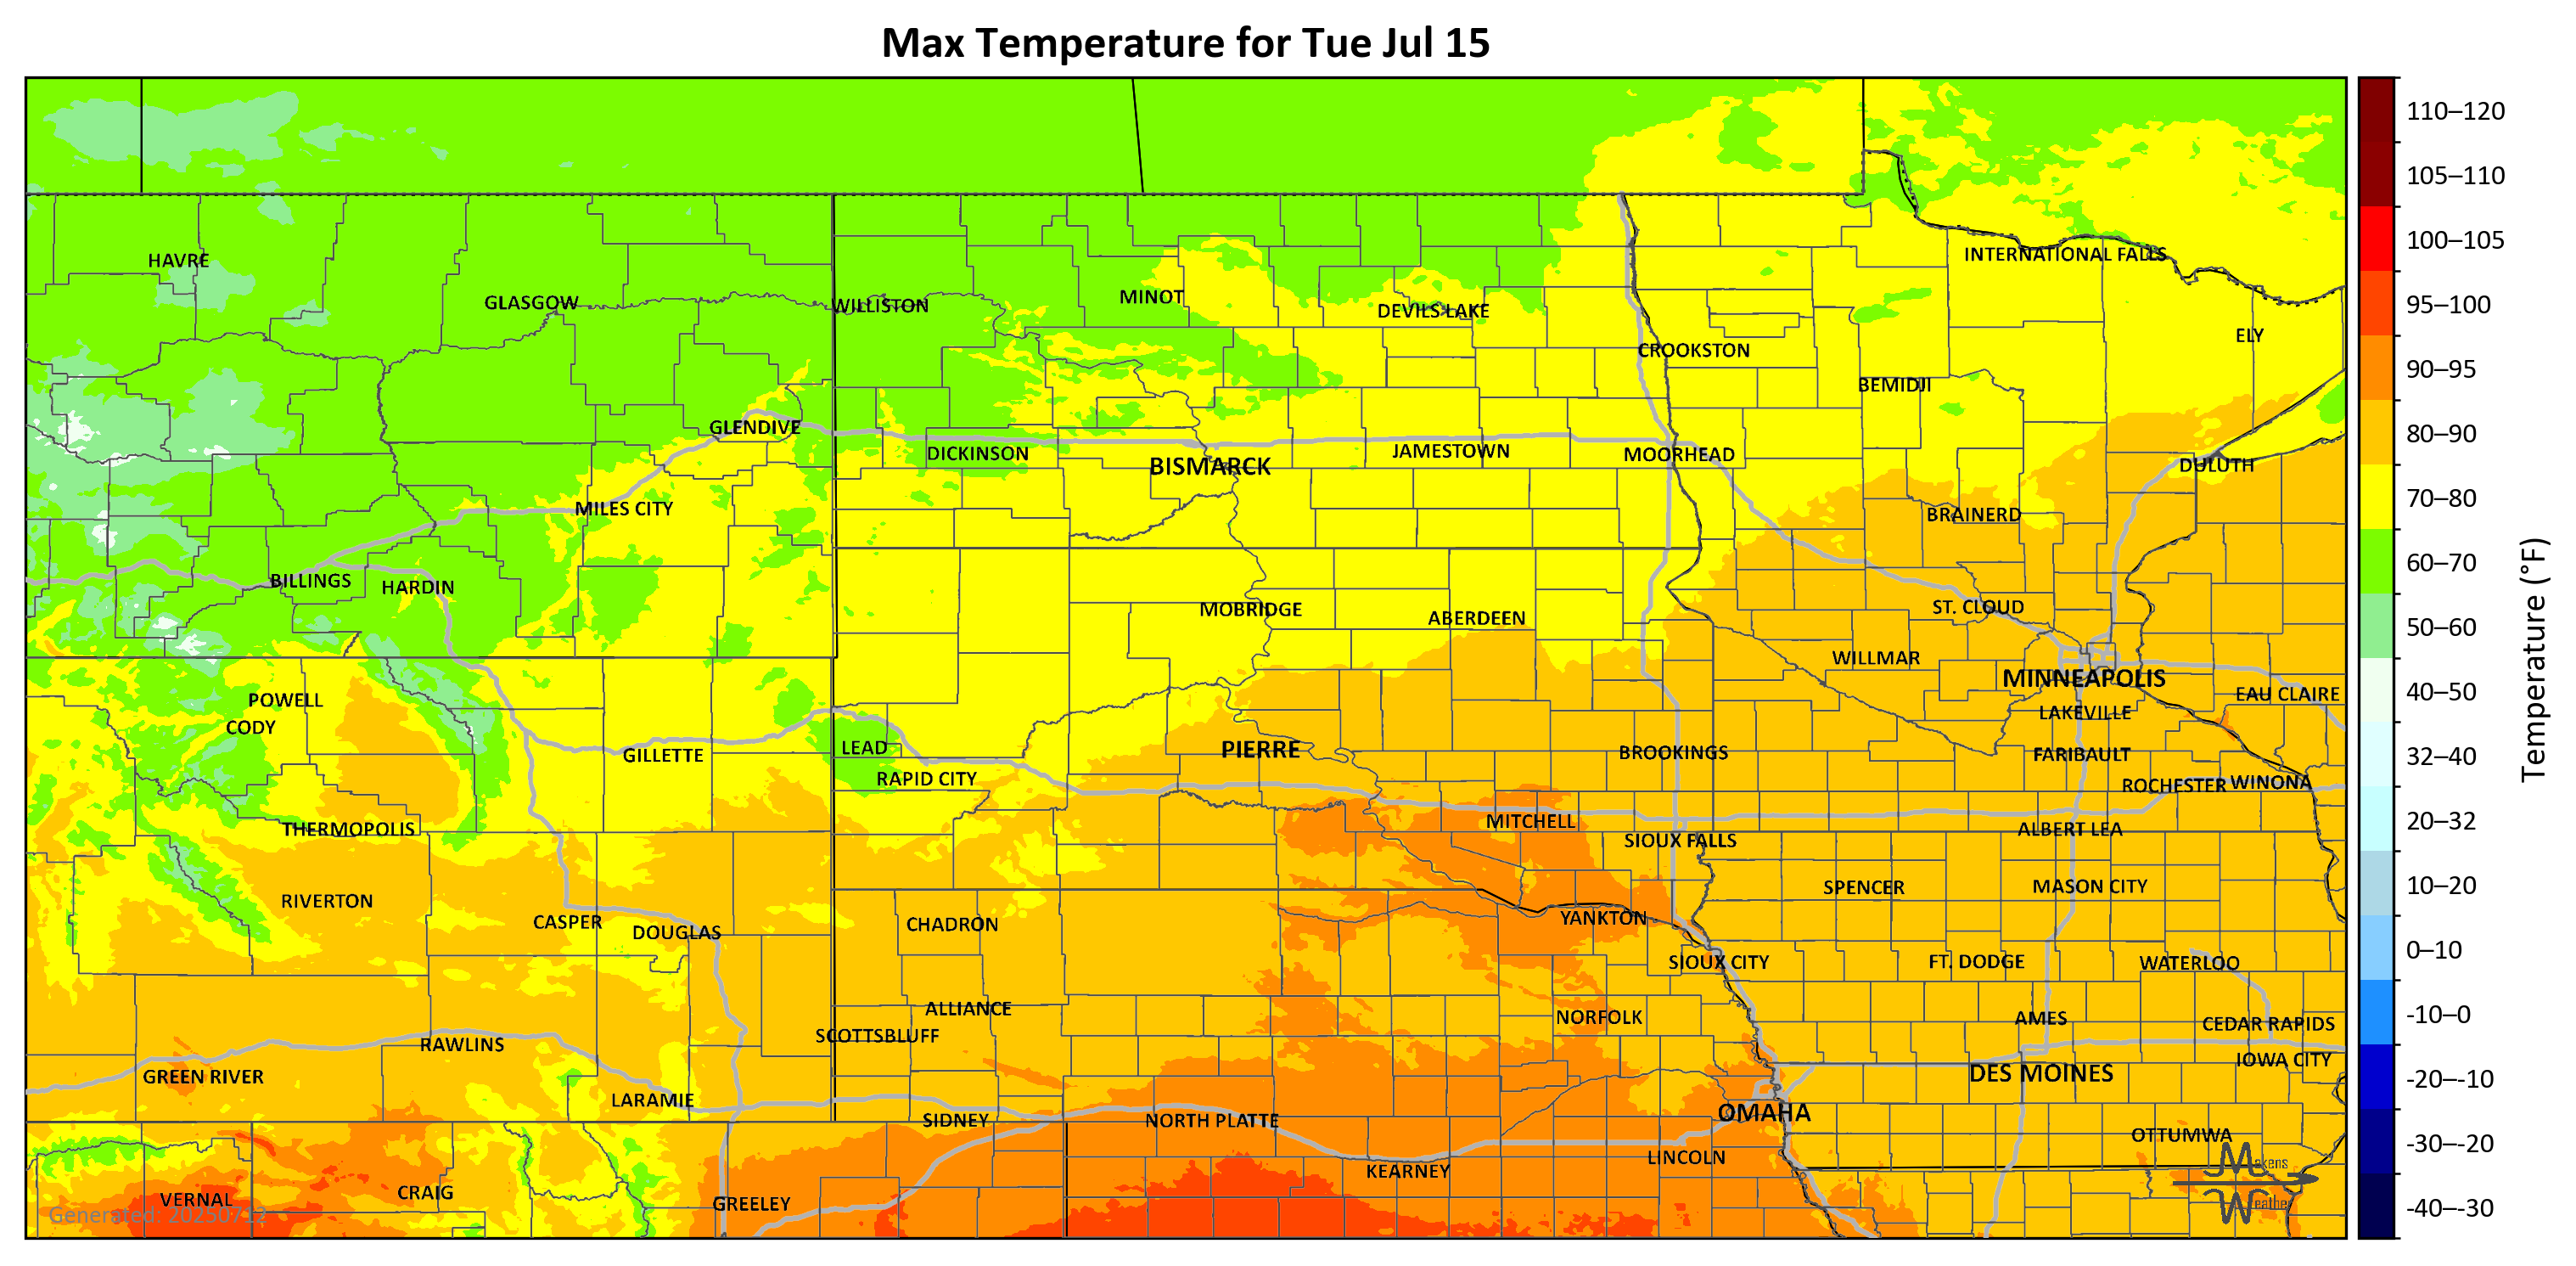 Max Temperature for Tue Jul 15
110–120
105–110
100–105
95–100
90–95
80–90
70–80
60–70
50–60
40–50
32–40
20–32
10–20
0–10
-10–0
-20–-10
-30–-20
-40–-30
Temperature (°F)
HAVRE
INTERNATIONAL FALLS
GLASGOW
WILLISTON
MINOT
DEVILS LAKE
ELY
CROOKSTON
BEMIDJI
GLENDIVE
DICKINSON
BISMARCK
JAMESTOWN
MOORHEAD
DULUTH
MILES CITY
BRAINERD
BILLINGS
HARDIN
MOBRIDGE
ABERDEEN
ST. CLOUD
WILLMAR
MINNEAPOLIS
EAU CLAIRE
POWELL
CODY
LAKEVILLE
GILLETTE
LEAD
PIERRE
BROOKINGS
FARIBAULT
RAPID CITY
ROCHESTER
WINONA
THERMOPOLIS
MITCHELL
SIOUX FALLS
ALBERT LEA
RIVERTON
SPENCER
MASON CITY
CASPER
DOUGLAS
CHADRON
YANKTON
SIOUX CITY
FT. DODGE
WATERLOO
ALLIANCE
NORFOLK
AMES
CEDAR RAPIDS
SCOTTSBLUFF
RAWLINS
IOWA CITY
GREEN RIVER
DES MOINES
LARAMIE
SIDNEY
NORTH PLATTE
OMAHA
OTTUMWA
KEARNEY
LINCOLN
VERNAL
CRAIG
GREELEY
Generated: 20250712
Makens
Weather